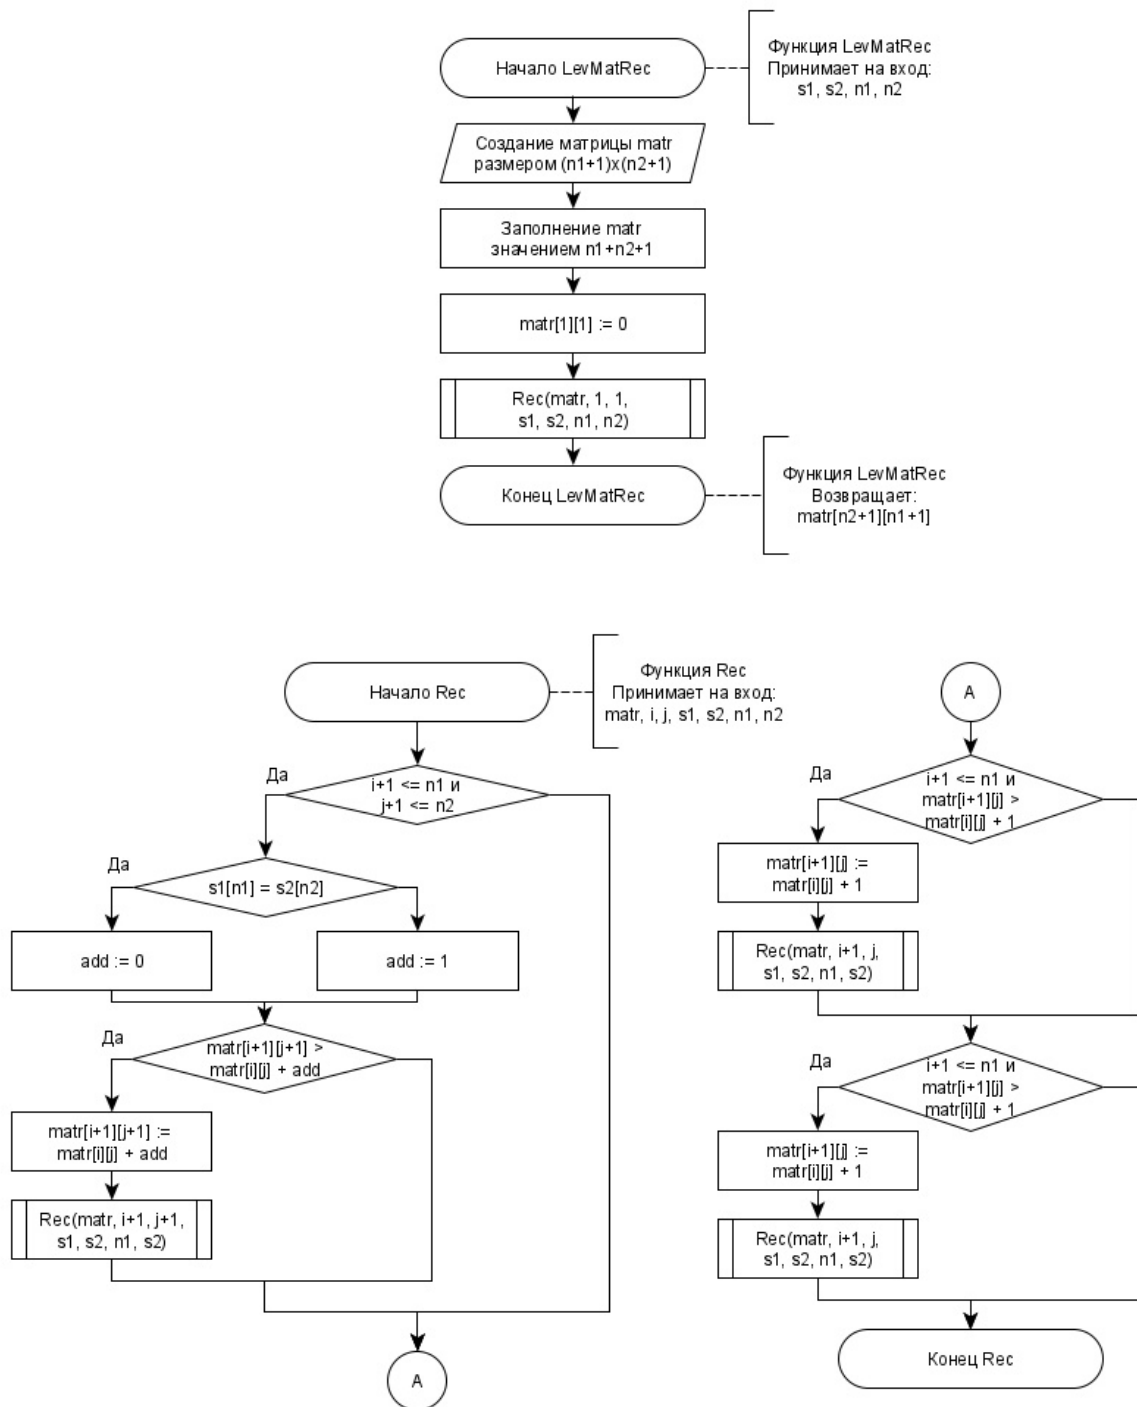 Начало LevMatRec
Функция LevMatRec
Принимает на вход:
s1, s2, n1, n2
Создание матрицы matr
размером (n1+1)x(n2+1)
Заполнение matr
значением n1+n2+1
matr[1][1] := 0
Rec(matr, 1, 1,
s1, s2, n1, n2)
Конец LevMatRec
Функция LevMatRec
Возвращает:
matr[n2+1][n1+1]
Начало Rec
Функция Rec
Принимает на вход:
matr, i, j, s1, s2, n1, n2
Да
i+1 <= n1 и
j+1 <= n2
Да
s1[n1] = s2[n2]
add := 0
add := 1
Да
matr[i+1][j+1] >
matr[i][j] + add
matr[i+1][j+1] :=
matr[i][j] + add
Rec(matr, i+1, j+1,
s1, s2, n1, s2)
A
A
Да
i+1 <= n1 и
matr[i+1][j] >
matr[i][j] + 1
matr[i+1][j] :=
matr[i][j] + 1
Rec(matr, i+1, j,
s1, s2, n1, s2)
Да
i+1 <= n1 и
matr[i+1][j] >
matr[i][j] + 1
matr[i+1][j] :=
matr[i][j] + 1
Rec(matr, i+1, j,
s1, s2, n1, s2)
Конец Rec